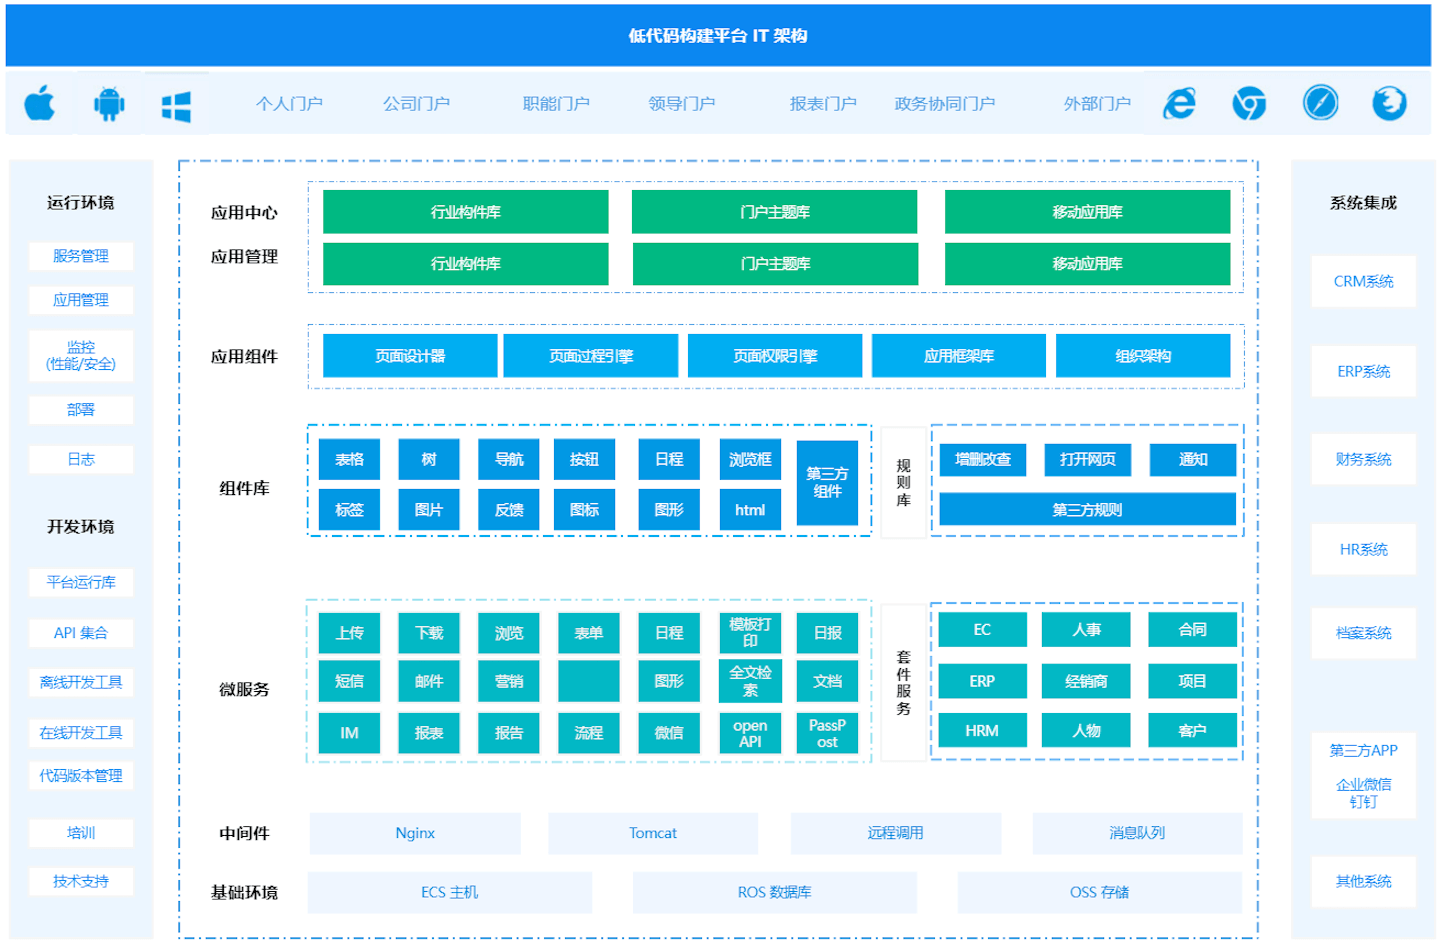 低代码构建平台 IT 架构
个人门户
公司门户
职能门户
领导门户
报表门户
政务协同门户
外部门户
运行环境
服务管理
应用管理
监控
(性能/安全)
部署
日志
开发环境
平台运行库
API 集合
离线开发工具
在线开发工具
代码版本管理
培训
技术支持
应用中心
行业构件库
门户主题库
移动应用库
应用管理
行业构件库
门户主题库
移动应用库
应用组件
页面设计器
页面过程引擎
页面权限引擎
应用框架库
组织架构
组件库
表格
树
导航
按钮
日程
浏览框
第三方
组件
标签
图片
反馈
图标
图形
html
规
则
库
增删改查
打开网页
通知
第三方规则
微服务
上传
下载
浏览
表单
日程
模板打
印
日报
短信
邮件
营销
图形
全文检
索
文档
IM
报表
报告
流程
微信
open
API
PassP
ost
套
件
服
务
EC
人事
合同
ERP
经销商
项目
HRM
人物
客户
中间件
Nginx
Tomcat
远程调用
消息队列
基础环境
ECS 主机
ROS 数据库
OSS 存储
系统集成
CRM系统
ERP系统
财务系统
HR系统
档案系统
第三方APP
企业微信
钉钉
其他系统